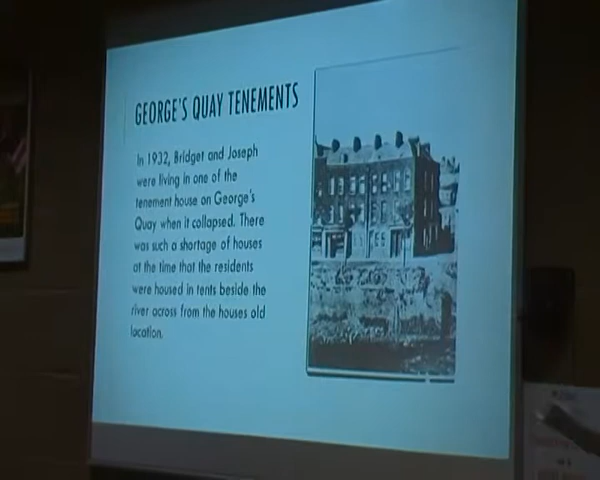 GEORGE'S QUAY TENEMENTS
In 1932, Bridget and Joseph
were living in one of the
tenement house on George's
Quay when it collapsed. There
was such a shortage of houses
at the time that the residents
were housed in tents beside the
river across from the houses old
location.